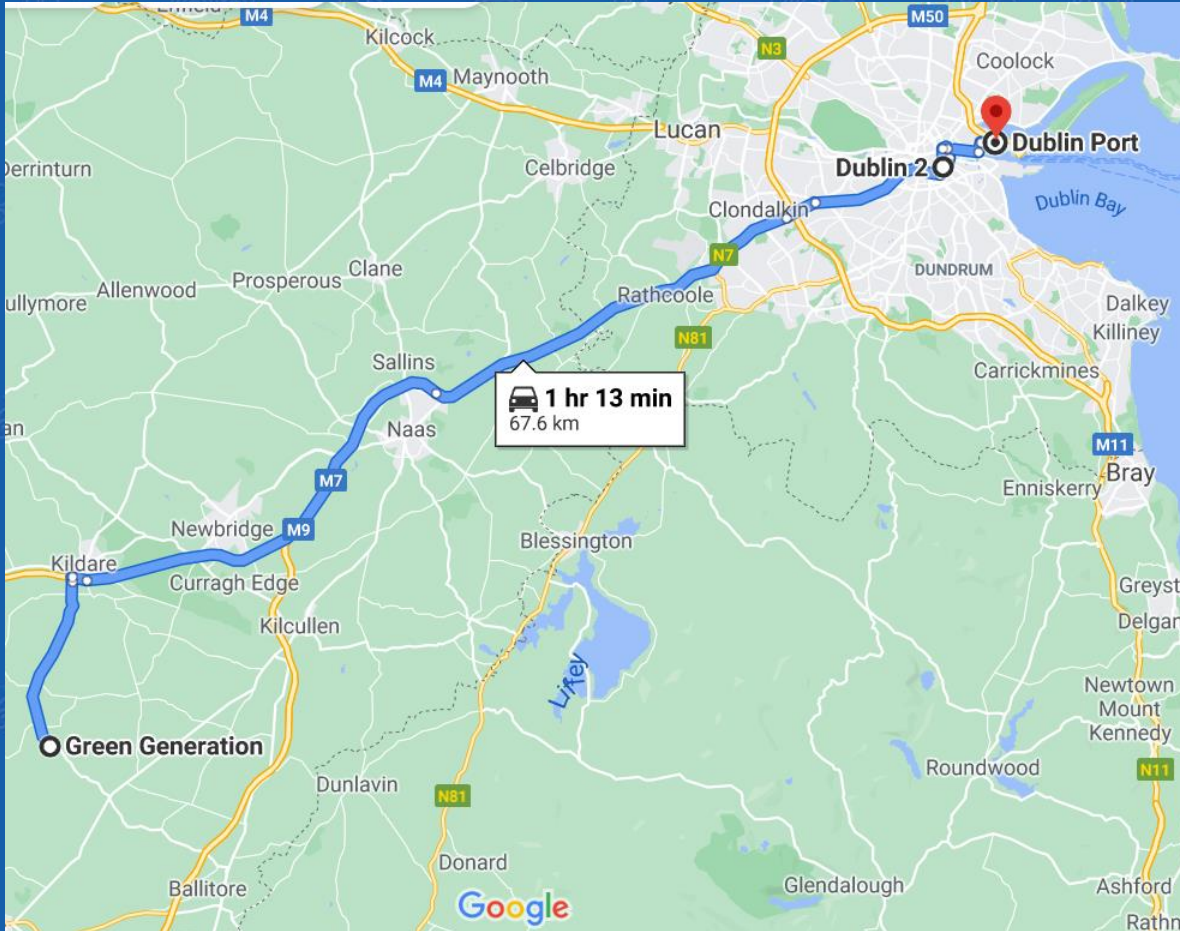 Enfield
M4
M50
Kilcock
N3
Coolock
M4
Maynooth
Lucan
Dublin Port
Derrinturn
Celbridge
Dublin 2
Clondalkin
Dublin Bay
N7
Prosperous
Clane
DUNDRUM
Allenwood
ullymore
Rathcoole
Dalkey
Killiney
N81
Sallins
Carrickmines
1 hr 13 min
67.6 km
an
Naas
M11
Bray
M7
Enniskerry
Newbridge
M9
Blessington
Kildare
Curragh Edge
Greyst
Kilcullen
Delgan
Liffey
Newtown
Mount
Kennedy
Green Generation
Roundwood
N11
Dunlavin
N81
Donard
Ballitore
Glendalough
Ashford
Google
Rathn